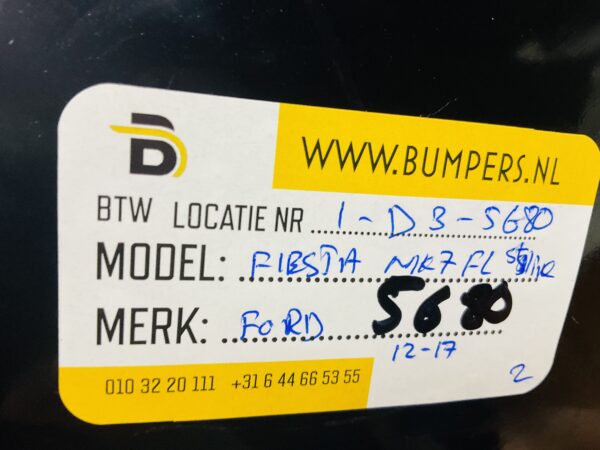 WWW.BUMPERS.NL
BTW LOCATIE NR 1-D3-5680
MODEL: FIESTA MK7 FL
MERK: FORD 5680
12-17
010 32 20 111 +31 6 44 66 53 55
2